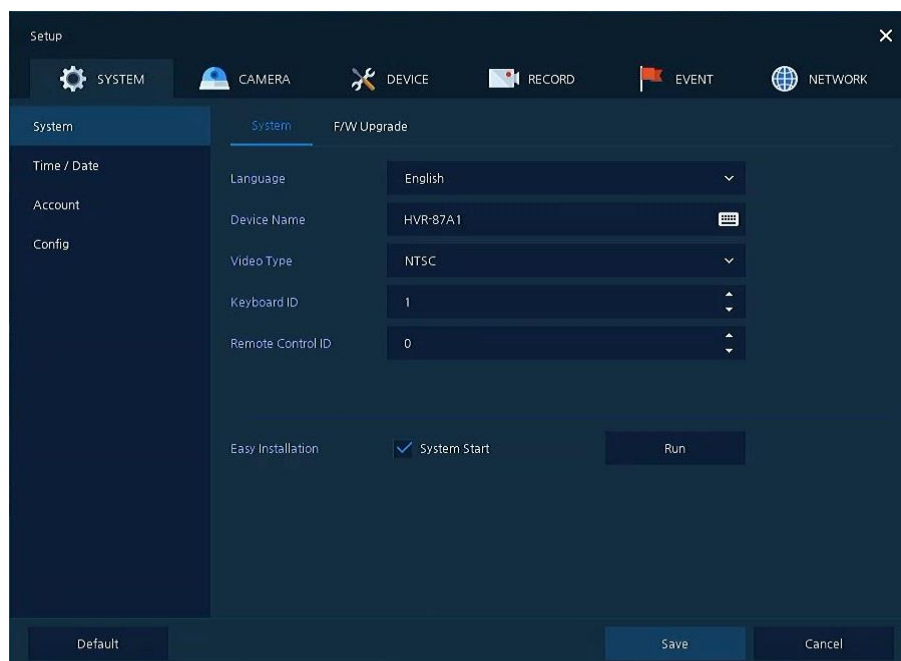 Setup
SYSTEM CAMERA DEVICE RECORD EVENT NETWORK
System
Time / Date
Account
Config
System F/W Upgrade
Language English
Device Name HVR-87A1
Video Type NTSC
Keyboard ID 1
Remote Control ID 0
Easy Installation System Start Run
Default Save Cancel